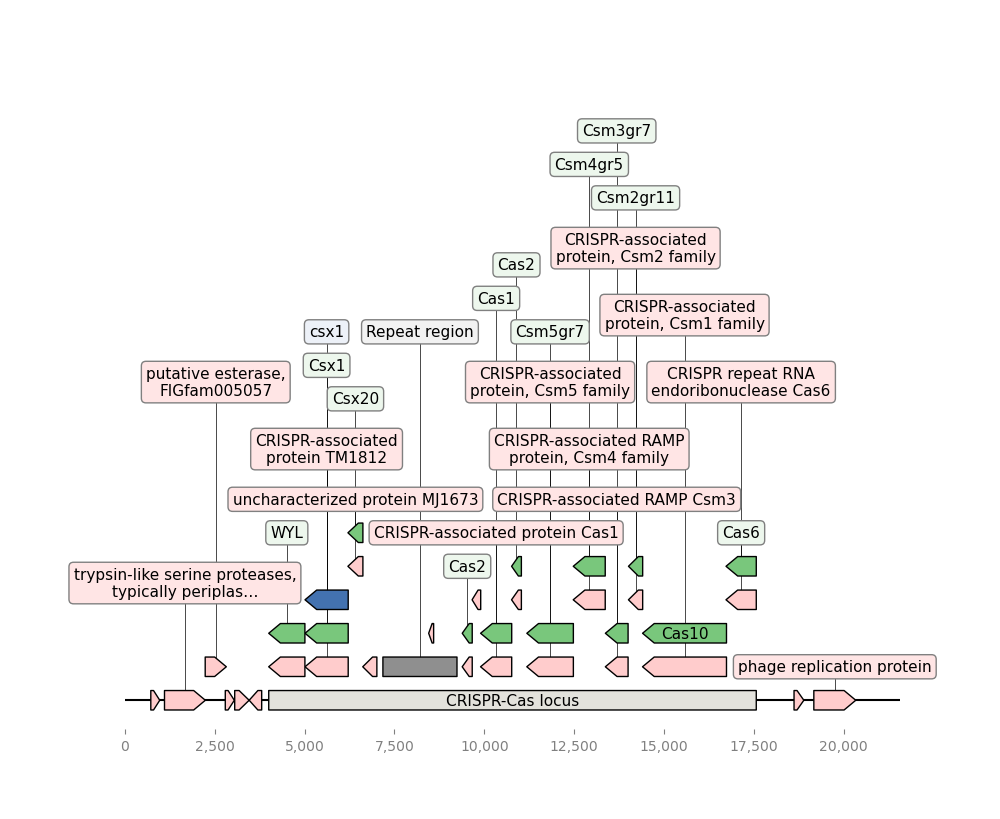 Csm3gr7
Csm4gr5
Csm2gr11
CRISPR-associated
protein, Csm2 family
Cas2
Cas1
CRISPR-associated
protein, Csm1 family
csx1
Repeat region
Csm5gr7
Csx1
putative esterase,
FIGfam005057
CRISPR-associated
protein, Csm5 family
CRISPR repeat RNA
endoribonuclease Cas6
Csx20
CRISPR-associated
protein TM1812
CRISPR-associated RAMP
protein, Csm4 family
uncharacterized protein MJ1673
CRISPR-associated RAMP Csm3
WYL
CRISPR-associated protein Cas1
Cas6
Cas2
trypsin-like serine proteases,
typically periplas...
Cas10
phage replication protein
CRISPR-Cas locus
0
2,500
5,000
7,500
10,000
12,500
15,000
17,500
20,000